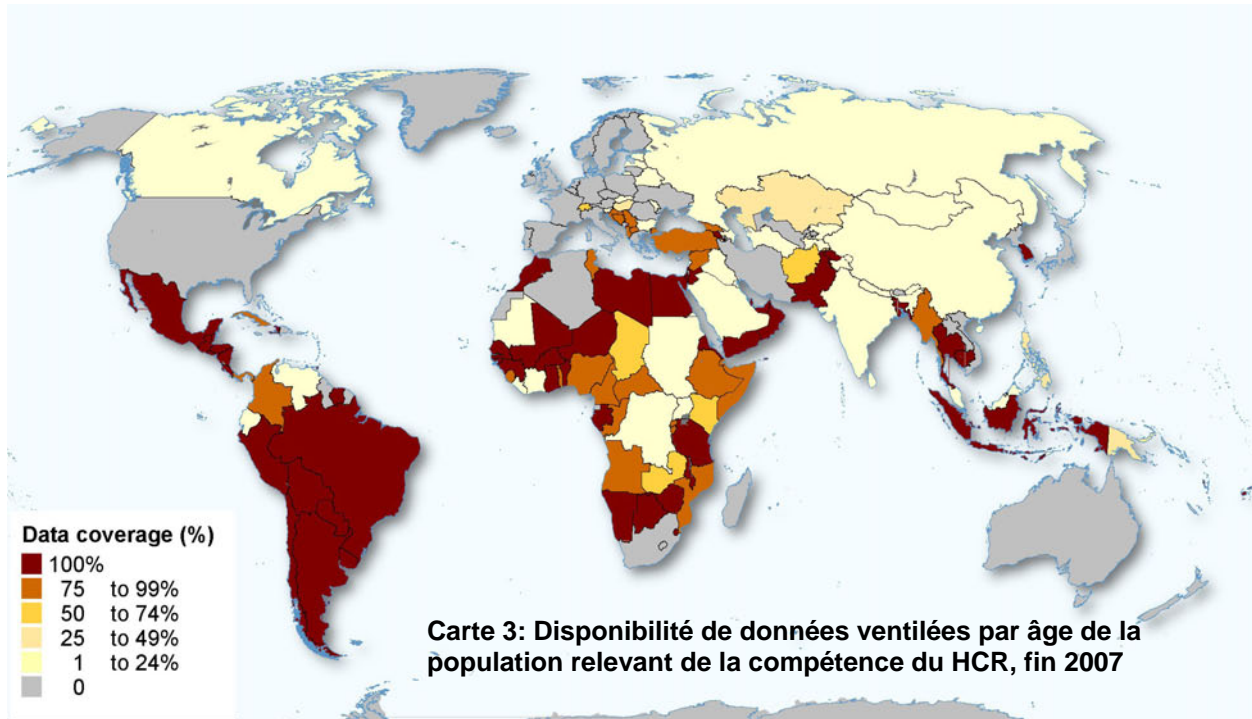 Data coverage (%)
100%
75 to 99%
50 to 74%
25 to 49%
1 to 24%
0
Carte 3: Disponibilité de données ventilées par âge de la
population relevant de la compétence du HCR, fin 2007